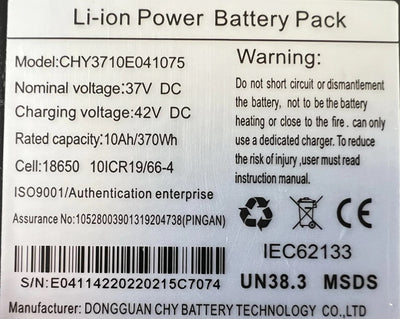 Li-ion Power Battery Pack
Model:CHY3710E041075
Nominal voltage:37V DC
Charging voltage:42V DC
Rated capacity:10Ah/370Wh
Cell:18650 10ICR19/66-4
ISO9001/Authentication enterprise
Assurance No:1052800390131920​4738(PINGAN)
S/N:E04114220220215C7074
Warning:
Do not short circuit or dismantlement
the battery, not to be the battery
heating or close to the fire . can only
use a dedicated charger. To reduce
the risk of injury ,user must read
instruction manual.
IEC62133
UN38.3 MSDS
Manufacturer: DONGGUAN CHY BATTERY TECHNOLOGY CO.,LTD